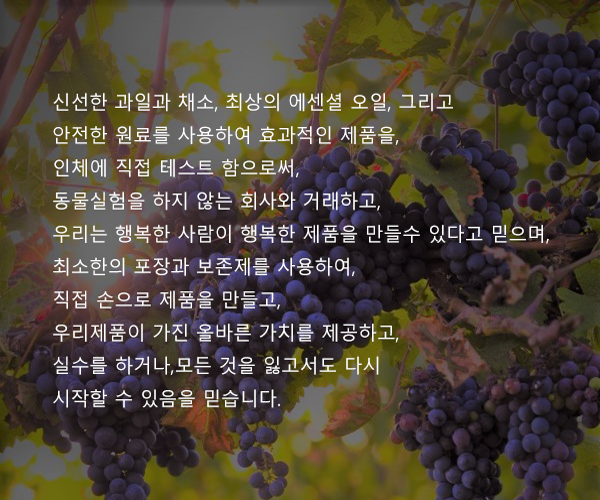 신선한 과일과 채소, 최상의 에센셜 오일, 그리고
안전한 원료를 사용하여 효과적인 제품을,
인체에 직접 테스트 함으로써,
동물실험을 하지 않는 회사와 거래하고,
우리는 행복한 사람이 행복한 제품을 만들수 있다고 믿으며,
최소한의 포장과 보존제를 사용하여,
직접 손으로 제품을 만들고,
우리제품이 가진 올바른 가치를 제공하고,
실수를 하거나,모든 것을 잃고서도 다시
시작할 수 있음을 믿습니다.